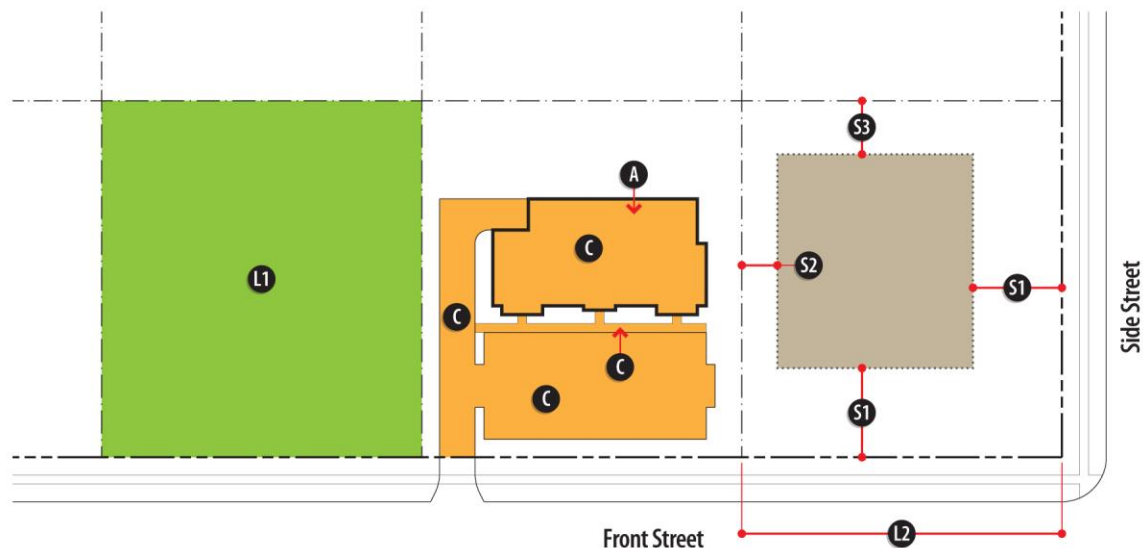 S3
A
C
L1
S2
S1
C
C
C
S1
Side Street
Front Street
L2